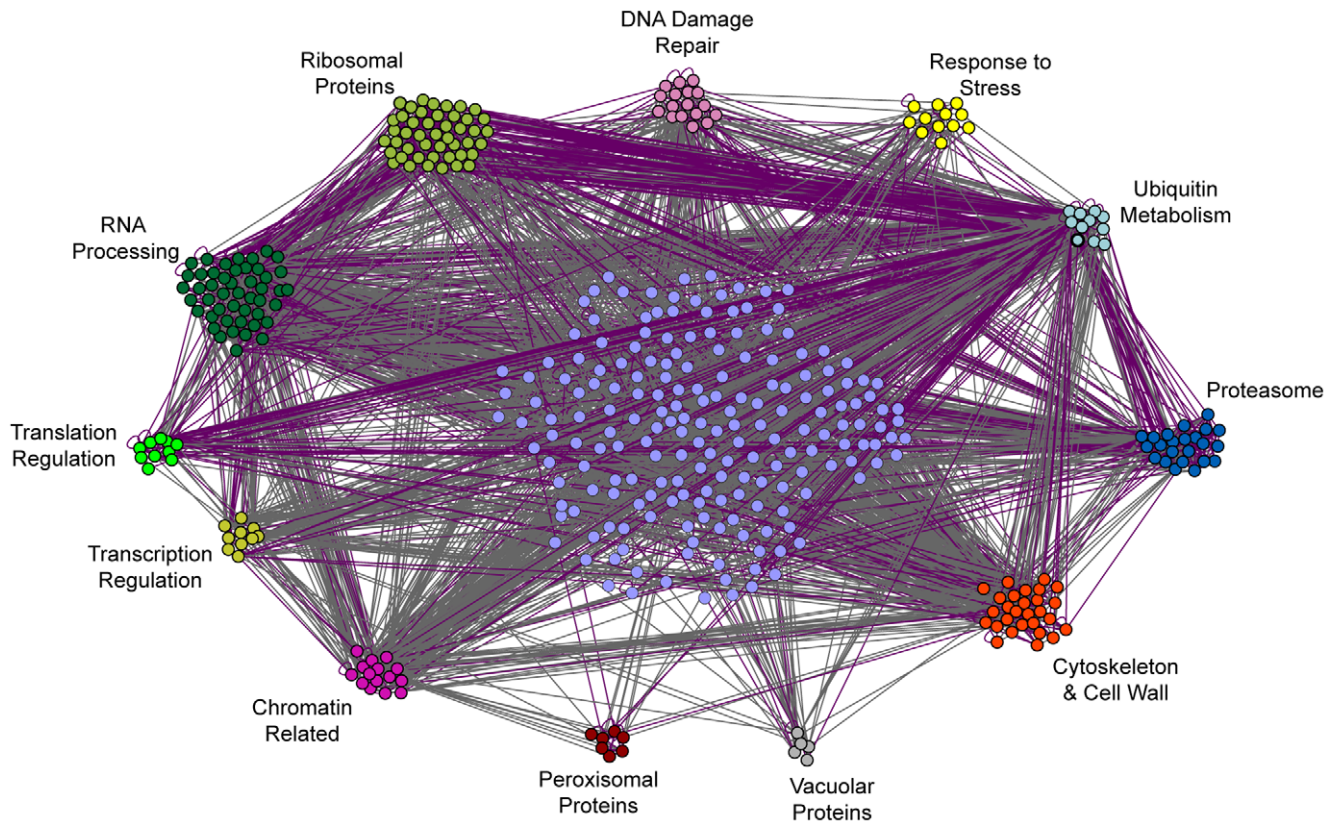 DNA Damage
Repair
Ribosomal
Proteins
Response to
Stress
Ubiquitin
Metabolism
RNA
Processing
Proteasome
Translation
Regulation
Transcription
Regulation
Cytoskeleton
& Cell Wall
Chromatin
Related
Peroxisomal
Proteins
Vacuolar
Proteins